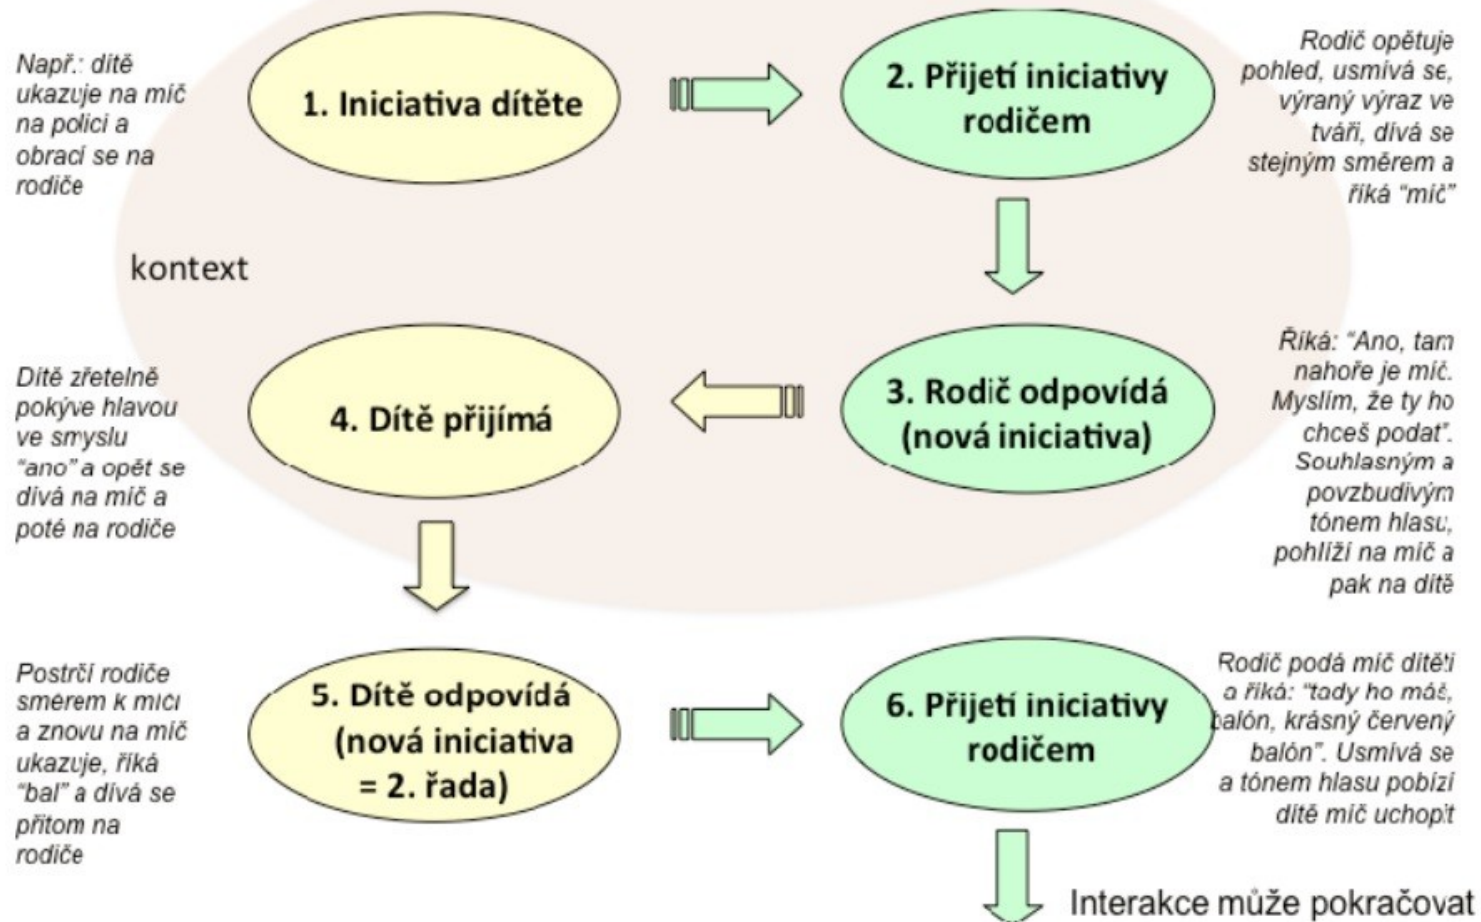 Např.: dítě
ukazuje na míč
na polici a
obrací se na
rodiče
1. Iniciativa dítěte
2. Přijetí iniciativy
rodičem
Rodič opětuje
pohled, usmívá se,
výraný výraz ve
tváři, dívá se
stejným směrem a
říká “míč”
kontext
Dítě zřetelně
pokýve hlavou
ve smyslu
“ano” a opět se
dívá na míč a
poté na rodiče
4. Dítě přijímá
3. Rodič odpovídá
(nová iniciativa)
Říká: “Ano, tam
nahoře je míč.
Myslím, že ty ho
chceš podat”.
Souhlasným a
povzbudivým
tónem hlasu,
pohlíží na míč a
pak na dítě
Postrčí rodiče
směrem k míči
a znovu na míč
ukazuje, říká
“bal” a dívá se
přitom na
rodiče
5. Dítě odpovídá
(nová iniciativa
= 2. řada)
6. Přijetí iniciativy
rodičem
Rodič podá míč dítěti
a říká: “tady ho máš,
balón, krásný červený
balón”. Usmívá se
a tónem hlasu pobízí
dítě míč uchopit
Interakce může pokračovat